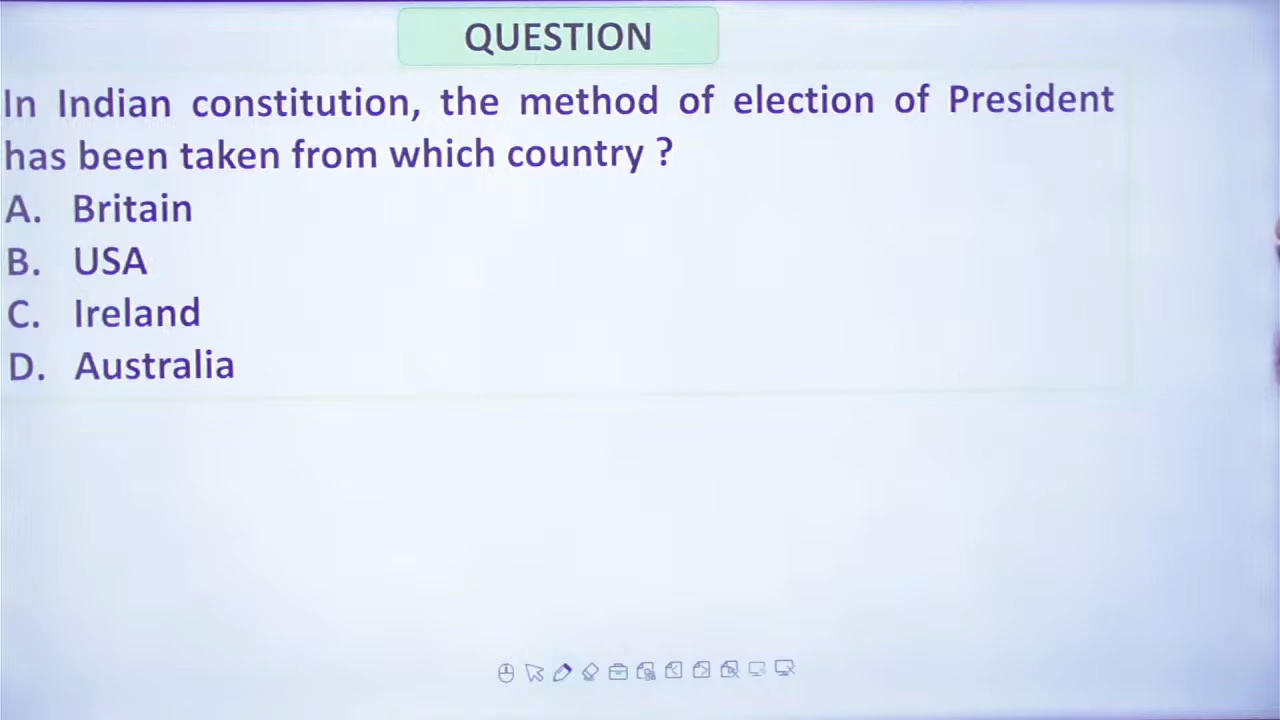 QUESTION
In Indian constitution, the method of election of President
has been taken from which country ?
A. Britain
B. USA
C. Ireland
D. Australia